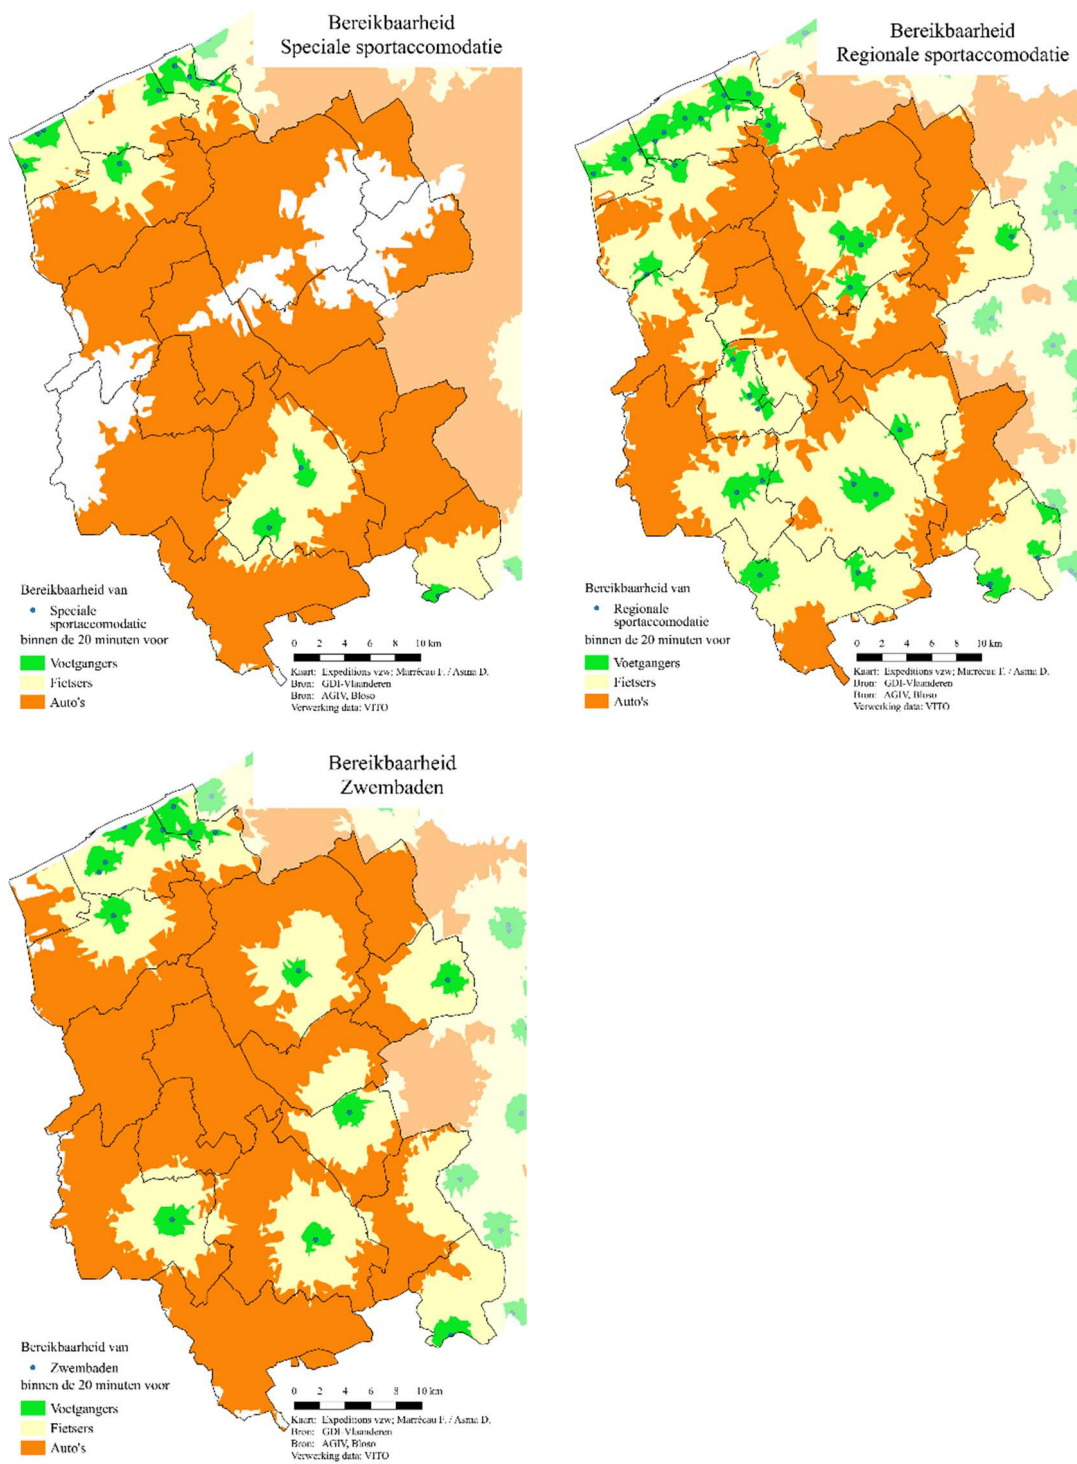 Bereikbaarheid
Speciale sportaccomodatie
Bereikbaarheid van
Speciale
sportaccomodatie
binnen de 20 minuten voor
Voetgangers
Fietsers
Auto's
0 2 4 6 8 10 km
Kaart: Expeditions vzw; Marrécau F. / Asma D.
Bron: GDI-Vlaanderen
Bron: AGIV, Bloso
Verwerking data: VITO
Bereikbaarheid
Regionale sportaccomodatie
Bereikbaarheid van
Regionale
sportaccomodatie
binnen de 20 minuten voor
Voetgangers
Fietsers
Auto's
0 2 4 6 8 10 km
Kaart: Expeditions vzw; Marrécau F. / Asma D.
Bron: GDI-Vlaanderen
Bron: AGIV, Bloso
Verwerking data: VITO
Bereikbaarheid
Zwembaden
Bereikbaarheid van
Zwembaden
binnen de 20 minuten voor
Voetgangers
Fietsers
Auto's
0 2 4 6 8 10 km
Kaart: Expeditions vzw; Marrécau F. / Asma D.
Bron: GDI-Vlaanderen
Bron: AGIV, Bloso
Verwerking data: VITO